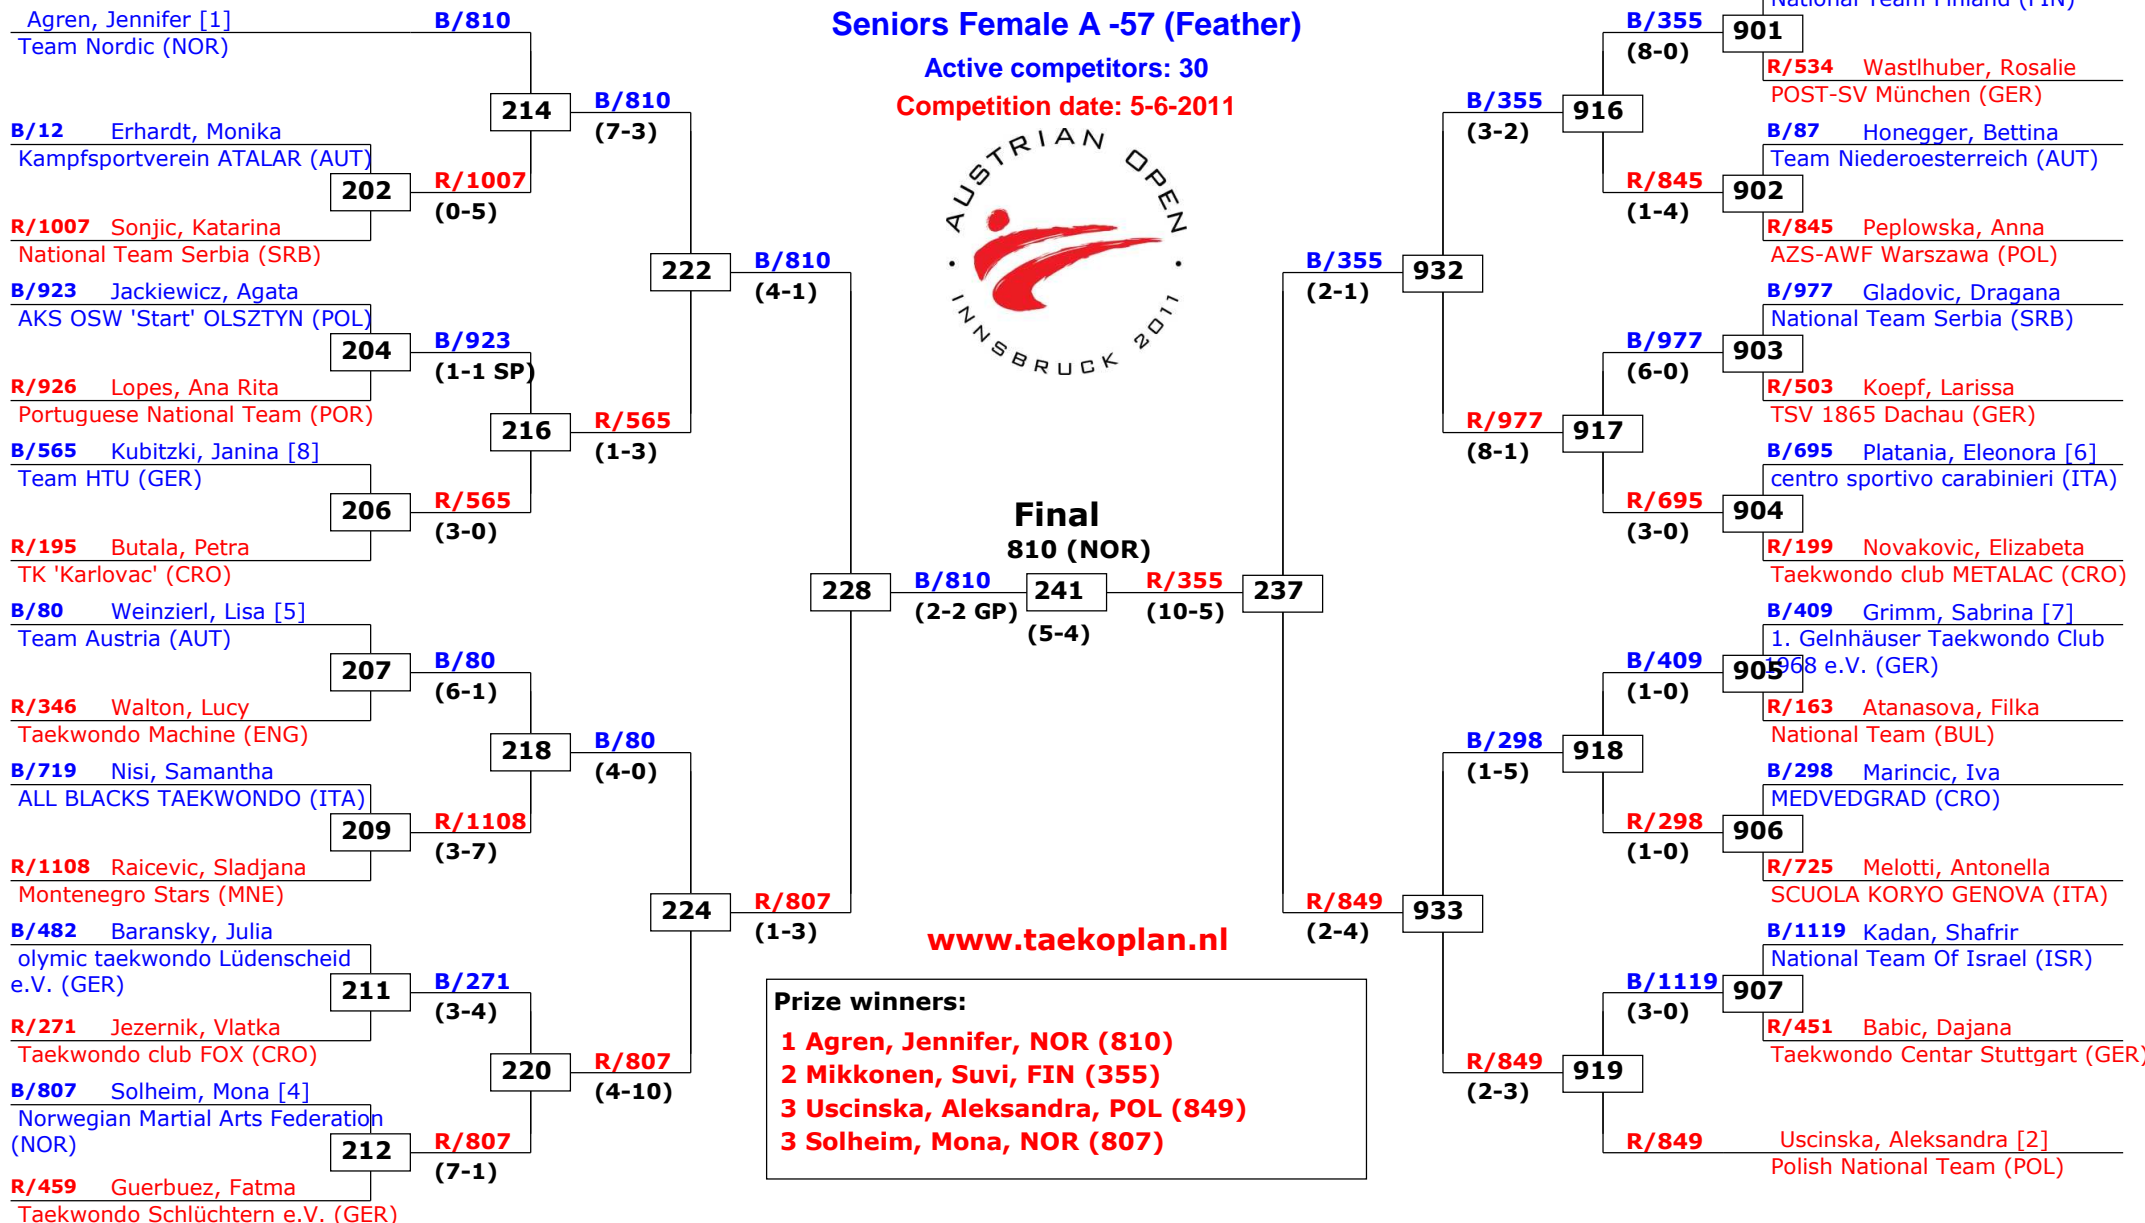 Agren, Jennifer [1]
Team Nordic (NOR)
B/12 Erhardt, Monika
Kampfsportverein ATALAR (AUT)
R/1007 Sonjic, Katarina
National Team Serbia (SRB)
B/923 Jackiewicz, Agata
AKS OSW 'Start' OLSZTYN (POL)
R/926 Lopes, Ana Rita
Portuguese National Team (POR)
B/565 Kubitzki, Janina [8]
Team HTU (GER)
R/195 Butala, Petra
TK 'Karlovac' (CRO)
B/80 Weinzierl, Lisa [5]
Team Austria (AUT)
R/346 Walton, Lucy
Taekwondo Machine (ENG)
B/719 Nisi, Samantha
ALL BLACKS TAEKWONDO (ITA)
R/1108 Raicevic, Sladjana
Montenegro Stars (MNE)
B/482 Baransky, Julia
olymic taekwondo Lüdenscheid
e.V. (GER)
R/271 Jezernik, Vlatka
Taekwondo club FOX (CRO)
B/807 Solheim, Mona [4]
Norwegian Martial Arts Federation
(NOR)
R/459 Guerbuez, Fatma
Taekwondo Schlüchtern e.V. (GER)
202
204
206
207
209
211
212
B/810
R/1007
(0-5)
B/923
(1-1 SP)
R/565
(3-0)
B/80
(6-1)
R/1108
(3-7)
B/271
(3-4)
R/807
(7-1)
214
216
218
220
B/810
(7-3)
R/565
(1-3)
B/80
(4-0)
R/807
(4-10)
222
224
B/810
(4-1)
R/807
(1-3)
228
B/810
(2-2 GP)
Seniors Female A -57 (Feather)
Active competitors: 30
Competition date: 5-6-2011
AUSTRIAN OPEN
INNSBRUCK 2011
Final
810 (NOR)
241
(5-4)
R/355
(10-5)
237
www.taekoplan.nl
Prize winners:
1 Agren, Jennifer, NOR (810)
2 Mikkonen, Suvi, FIN (355)
3 Uscinska, Aleksandra, POL (849)
3 Solheim, Mona, NOR (807)
B/355
(2-1)
R/849
(2-4)
932
933
B/355
(3-2)
R/977
(8-1)
B/298
(1-5)
R/849
(2-3)
916
917
918
919
B/355
(8-0)
R/845
(1-4)
B/977
(6-0)
R/695
(3-0)
B/409
(1-0)
R/298
(1-0)
B/1119
(3-0)
R/849
901
902
903
904
905
906
907
National Team Finland (FIN)
R/534 Wastlhuber, Rosalie
POST-SV München (GER)
B/87 Honegger, Bettina
Team Niederoesterreich (AUT)
R/845 Peplowska, Anna
AZS-AWF Warszawa (POL)
B/977 Gladovic, Dragana
National Team Serbia (SRB)
R/503 Koepf, Larissa
TSV 1865 Dachau (GER)
B/695 Platania, Eleonora [6]
centro sportivo carabinieri (ITA)
R/199 Novakovic, Elizabeta
Taekwondo club METALAC (CRO)
B/409 Grimm, Sabrina [7]
1. Gelnhäuser Taekwondo Club
1968 e.V. (GER)
R/163 Atanasova, Filka
National Team (BUL)
B/298 Marincic, Iva
MEDVEDGRAD (CRO)
R/725 Melotti, Antonella
SCUOLA KORYO GENOVA (ITA)
B/1119 Kadan, Shafrir
National Team Of Israel (ISR)
R/451 Babic, Dajana
Taekwondo Centar Stuttgart (GER)
Uscinska, Aleksandra [2]
Polish National Team (POL)